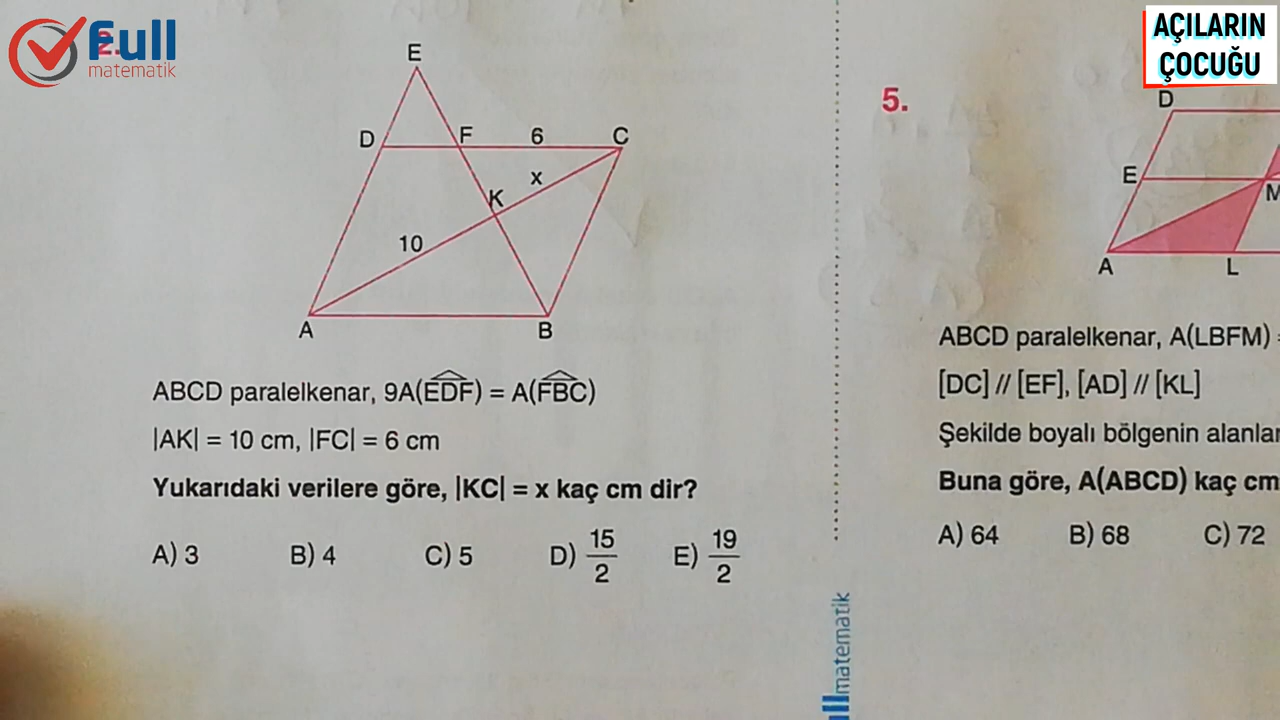 Full
matematik
2.
E
D
F
6
C
x
K
10
A
B
ABCD paralelkenar, 9A(EDF) = A(FBC)
|AK| = 10 cm, |FC| = 6 cm
Yukarıdaki verilere göre, |KC| = x kaç cm dir?
A) 3 B) 4 C) 5 D) 15/2 E) 19/2
AÇILARIN
ÇOCUĞU
5.
D
E
M
A
L
ABCD paralelkenar, A(LBFM) =
[DC] // [EF], [AD] // [KL]
Şekilde boyalı bölgenin alanlar
Buna göre, A(ABCD) kaç cm
A) 64 B) 68 C) 72
matematik